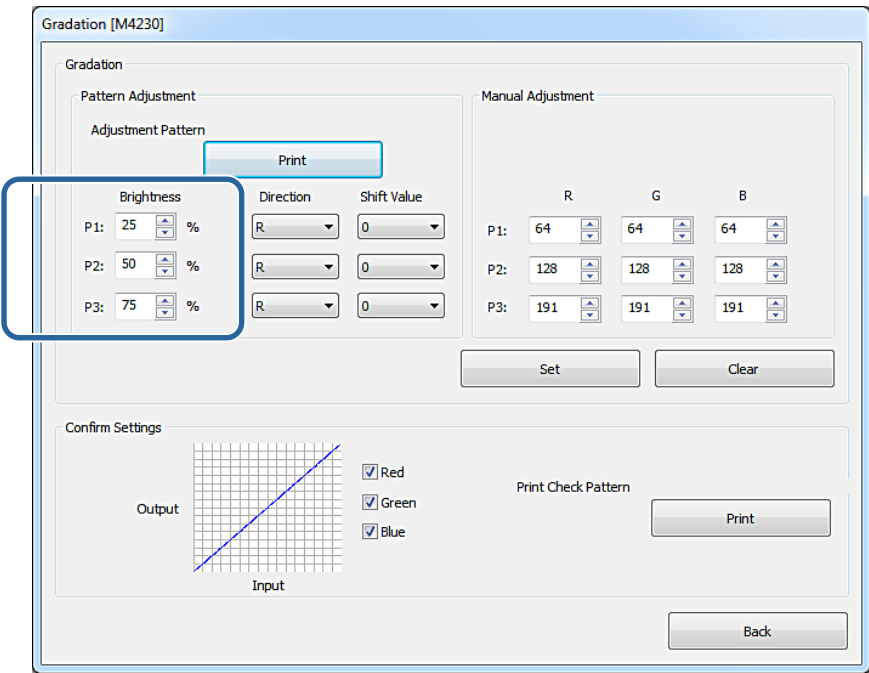 Gradation [M4230]
Gradation
Pattern Adjustment
Manual Adjustment
Adjustment Pattern
Print
Brightness Direction Shift Value
R G B
P1: 25 % R 0
P1: 64 64 64
P2: 50 % R 0
P2: 128 128 128
P3: 75 % R 0
P3: 191 191 191
Set Clear
Confirm Settings
Output
Input
Red
Green
Blue
Print Check Pattern
Print
Back